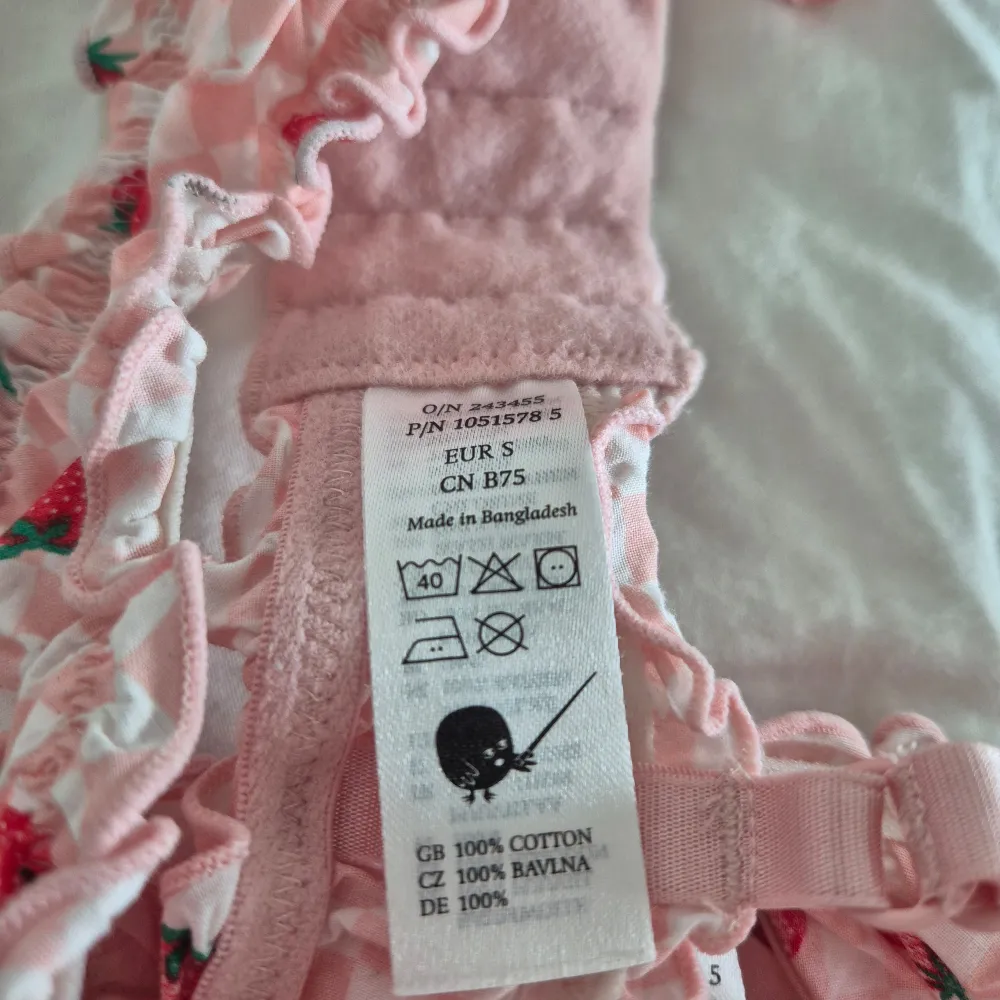 O/N 243455
P/N 1051578 5
EUR S
CN B75
Made in Bangladesh
40
GB 100% COTTON
CZ 100% BAVLNA
DE 100%
5